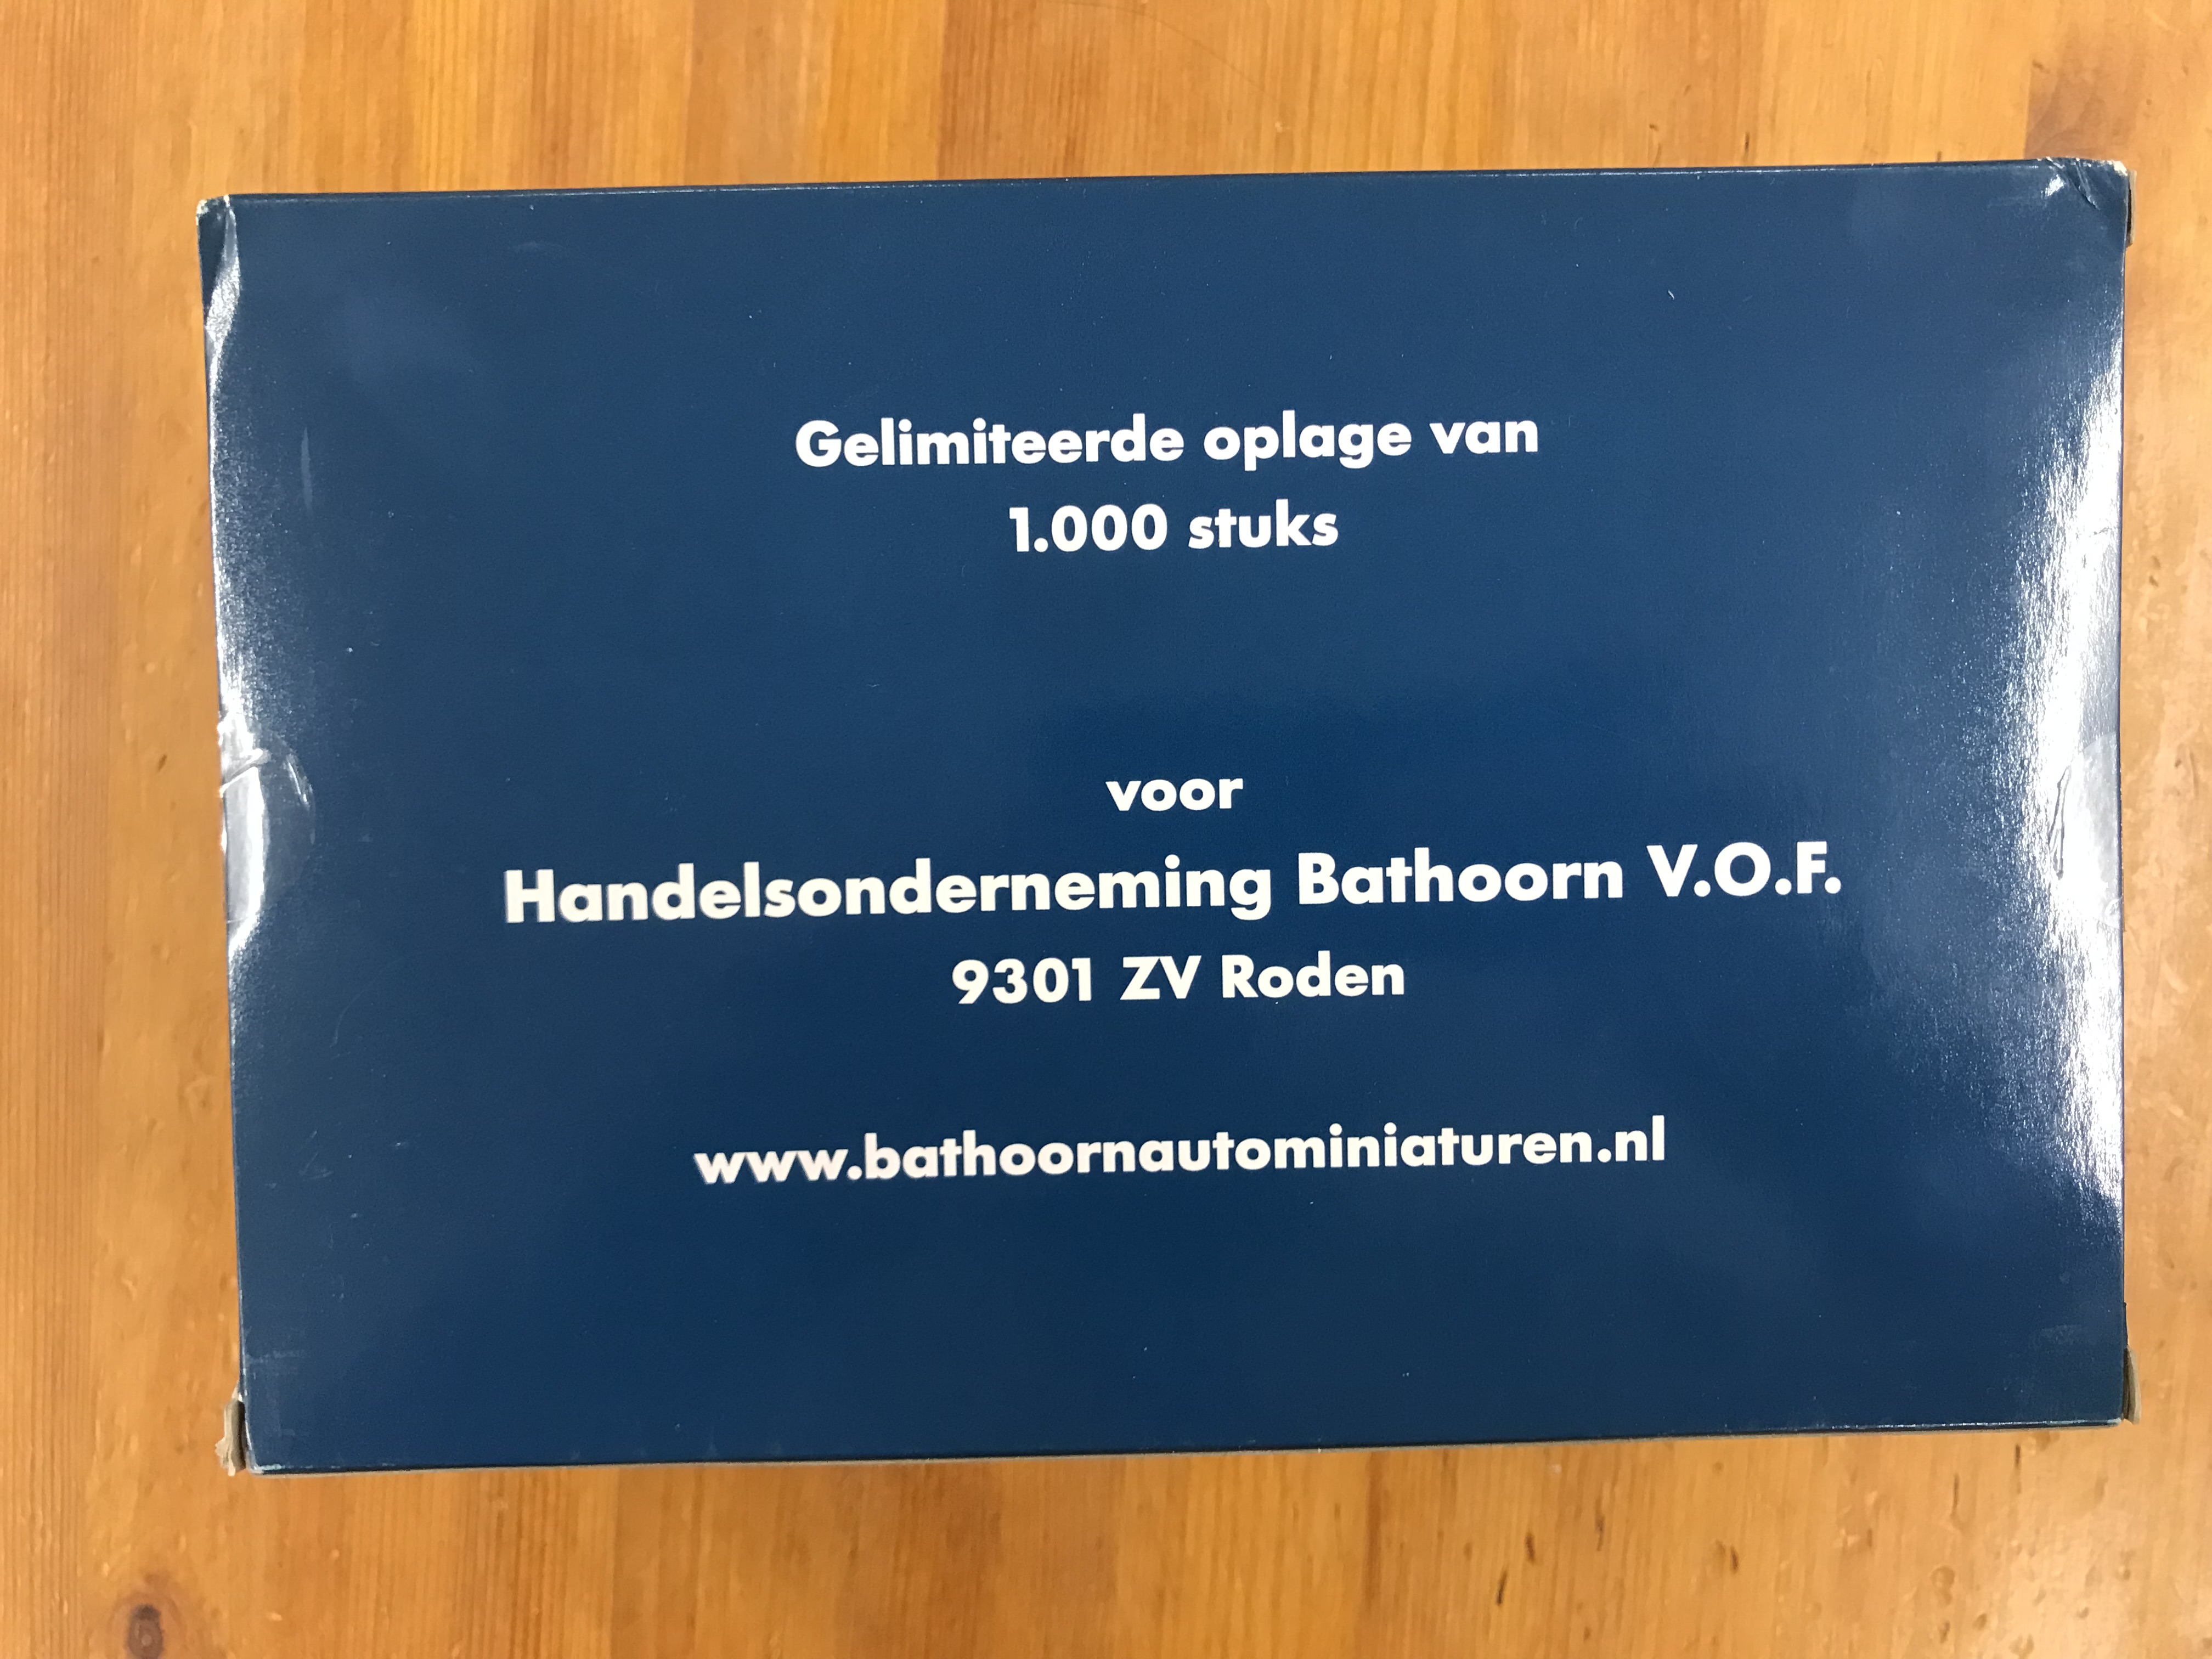 Gelimiteerde oplage van
1.000 stuks
voor
Handelsonderneming Bathoorn V.O.F.
9301 ZV Roden
www.bathoornautominiaturen.nl